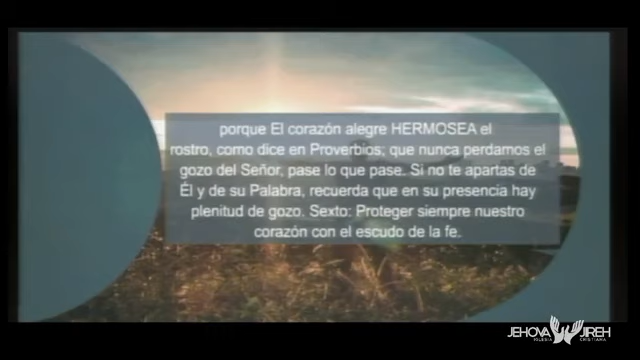 porque El corazón alegre HERMOSEA el
rostro, como dice en Proverbios; que nunca perdamos el
gozo del Señor, pase lo que pase. Si no te apartas de
Él y de su Palabra, recuerda que en su presencia hay
plenitud de gozo. Sexto: Proteger siempre nuestro
corazón con el escudo de la fe.
JEHOVA JIREH
IGLESIA CRISTIANA